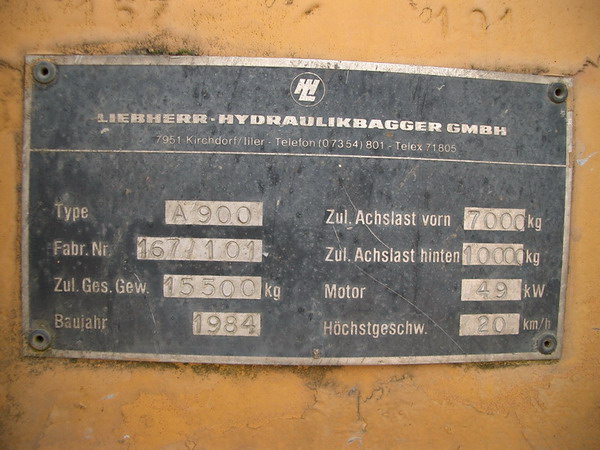 LIEBHERR-HYDRAULIKBAGGER GMBH
7951 Kirchdorf/Iller - Telefon (07354) 801 - Telex 71805
Type A 900
Fabr. Nr. 167/101
Zul. Ges. Gew. 15500 kg
Baujahr 1984
Zul. Achslast vorn 7000 kg
Zul. Achslast hinten 10000 kg
Motor 49 kW
Höchstgeschw. 20 km/h